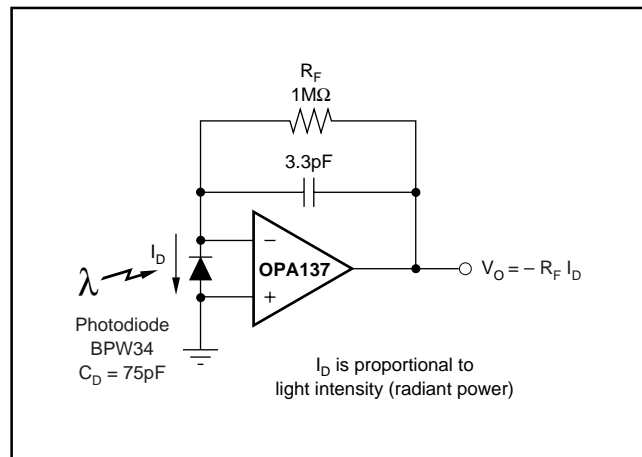 R_F
1MΩ
3.3pF
I_D
−
OPA137
+
λ
V_O = – R_F I_D
Photodiode
BPW34
C_D = 75pF
I_D is proportional to
light intensity (radiant power)